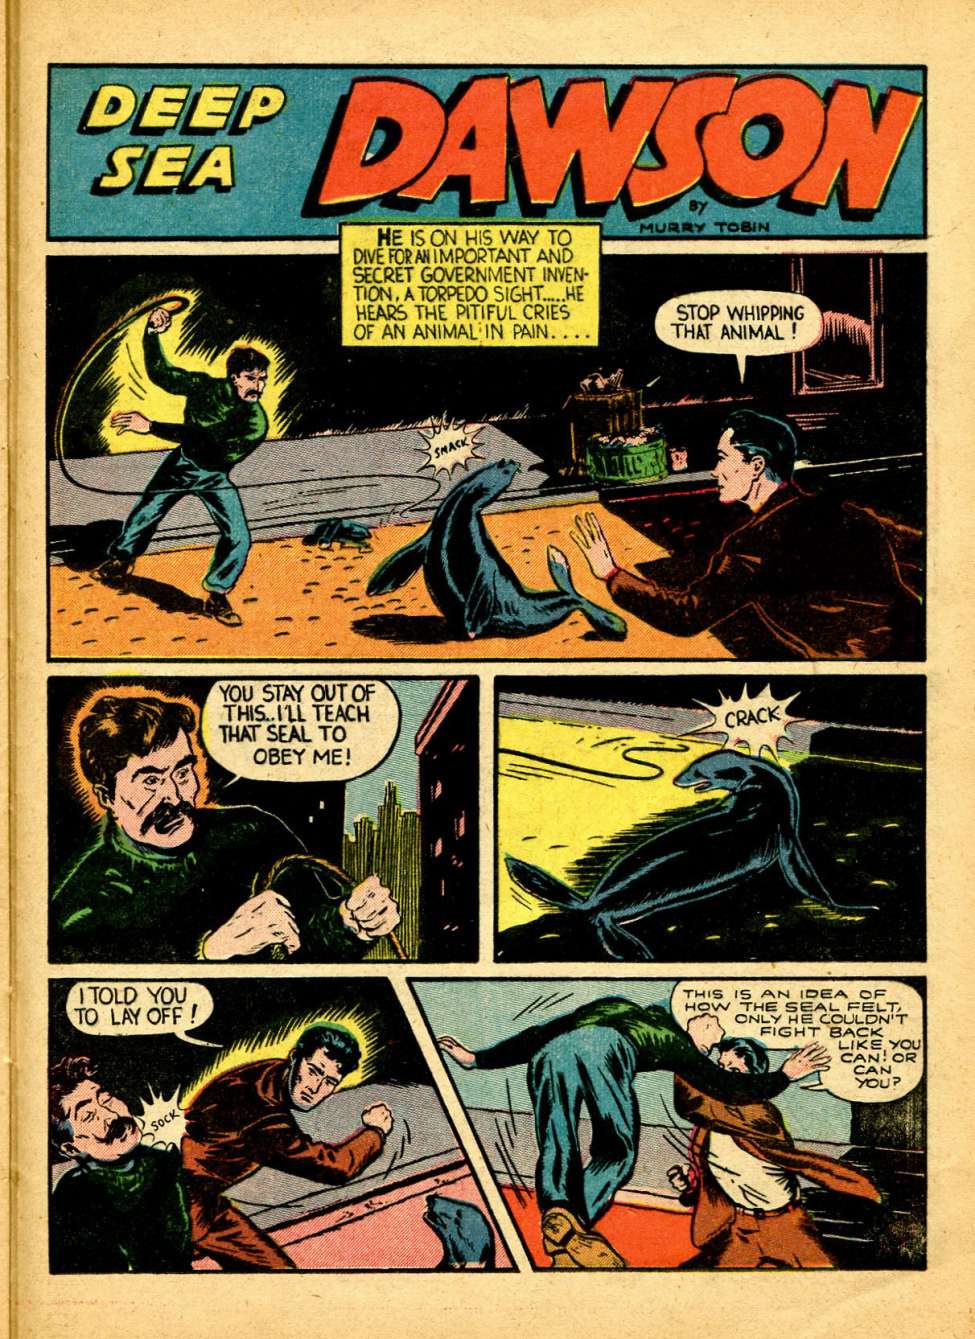 DEEP
SEA
DAWSON
BY
MURRY TOBIN
HE IS ON HIS WAY TO
DIVE FOR AN IMPORTANT AND
SECRET GOVERNMENT INVEN-
TION, A TORPEDO SIGHT.....HE
HEARS THE PITIFUL CRIES
OF AN ANIMAL IN PAIN....
STOP WHIPPING
THAT ANIMAL!
SMACK
YOU STAY OUT OF
THIS..I'LL TEACH
THAT SEAL TO
OBEY ME!
CRACK
I TOLD YOU
TO LAY OFF!
SOCK
THIS IS AN IDEA OF
HOW THE SEAL FELT,
ONLY HE COULDN'T
FIGHT BACK
LIKE YOU
CAN! OR
CAN
YOU?